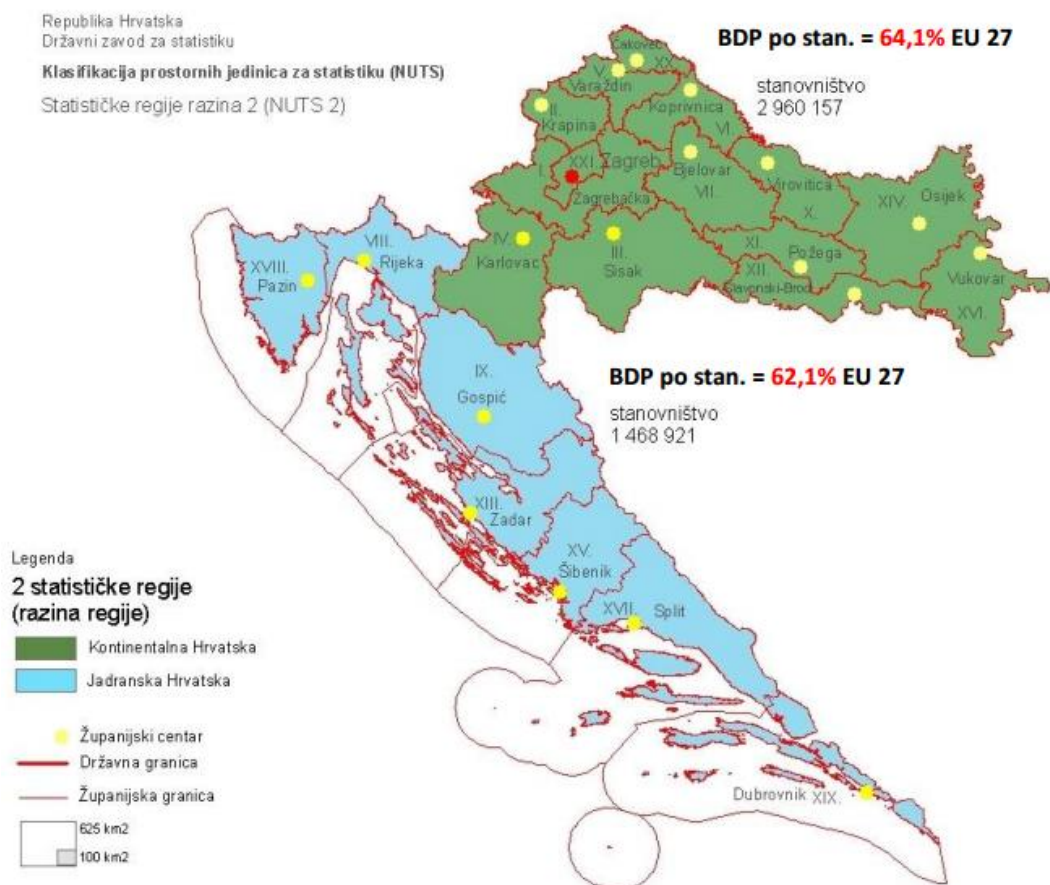 Republika Hrvatska
Državni zavod za statistiku
Klasifikacija prostornih jedinica za statistiku (NUTS)
Statističke regije razina 2 (NUTS 2)
BDP po stan. = 64,1% EU 27
stanovništvo
2 960 157
Čakovec
XX.
V.
Varaždin
II.
Krapina
Koprivnica
VI.
I.
XXI. Zagreb
Zagrebačka
Bjelovar
VII.
Virovitica
X.
XIV.
Osijek
IV.
Karlovac
III.
Sisak
XI.
Požega
XII.
Slavonski-Brod
Vukovar
XVI.
XVIII.
Pazin
VIII.
Rijeka
BDP po stan. = 62,1% EU 27
stanovništvo
1 468 921
IX.
Gospić
XIII.
Zadar
XV.
Šibenik
XVII.
Split
Dubrovnik XIX.
Legenda
2 statističke regije
(razina regije)
Kontinentalna Hrvatska
Jadranska Hrvatska
Županijski centar
Državna granica
Županijska granica
625 km2
100 km2